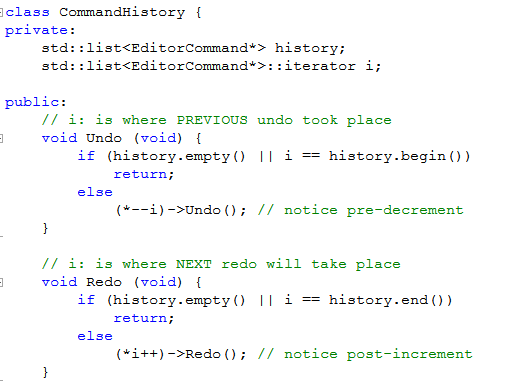 class CommandHistory {
private:
    std::list<EditorCommand*> history;
    std::list<EditorCommand*>::iterator i;

public:
    // i: is where PREVIOUS undo took place
    void Undo (void) {
        if (history.empty() || i == history.begin())
            return;
        else
            (*--i)->Undo(); // notice pre-decrement
    }

    // i: is where NEXT redo will take place
    void Redo (void) {
        if (history.empty() || i == history.end())
            return;
        else
            (*i++)->Redo(); // notice post-increment
    }